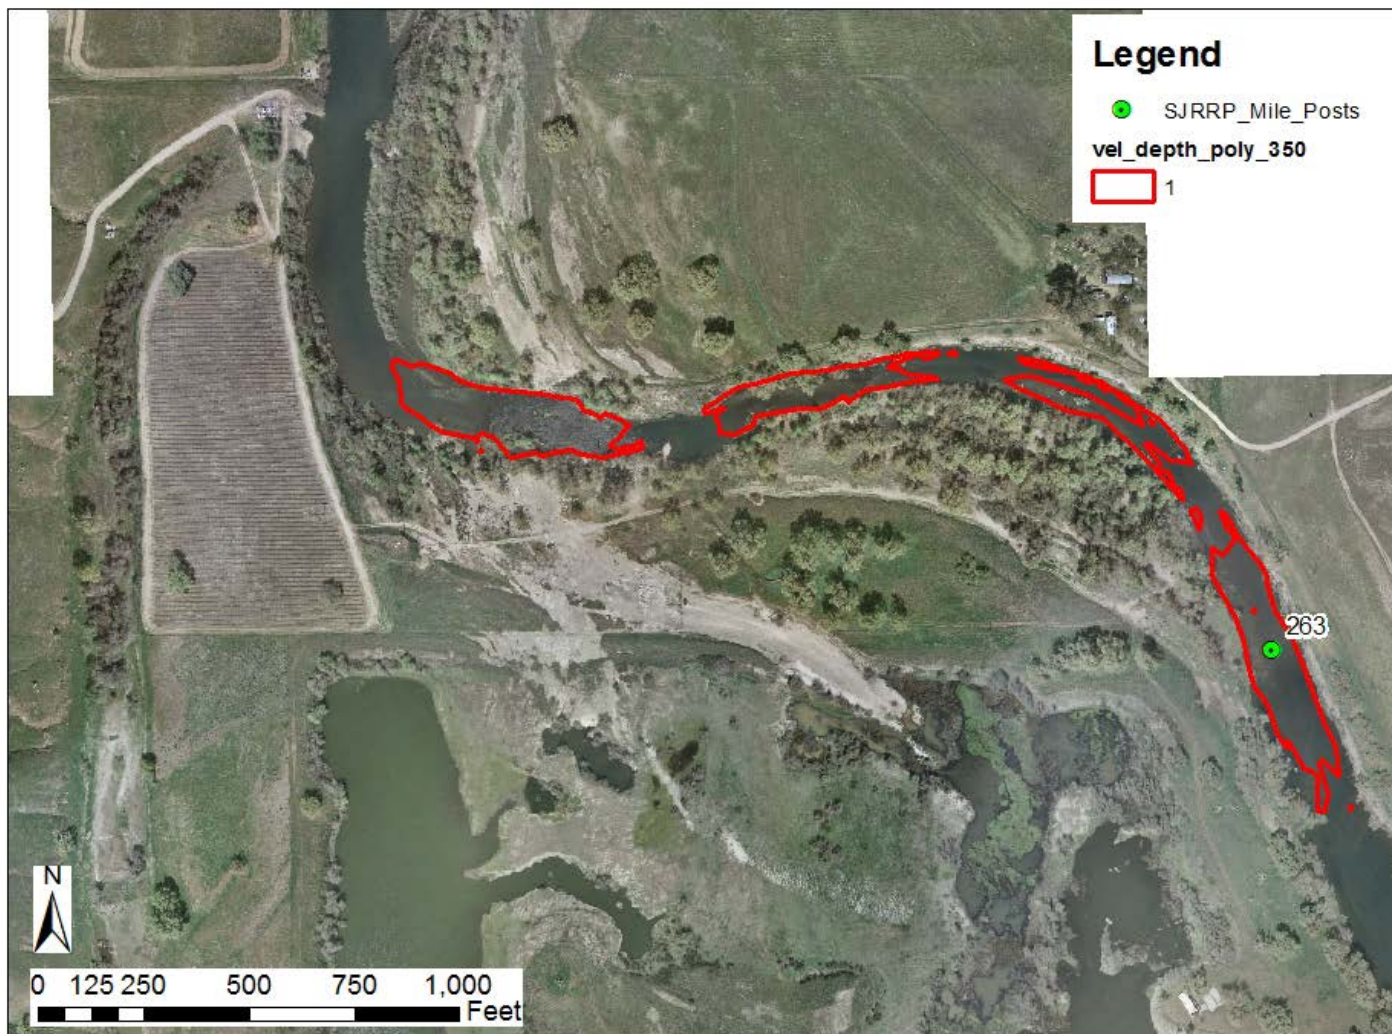 Legend
SJRRP_Mile_Posts
vel_depth_poly_350
1
263
N
0 125 250 500 750 1,000
Feet